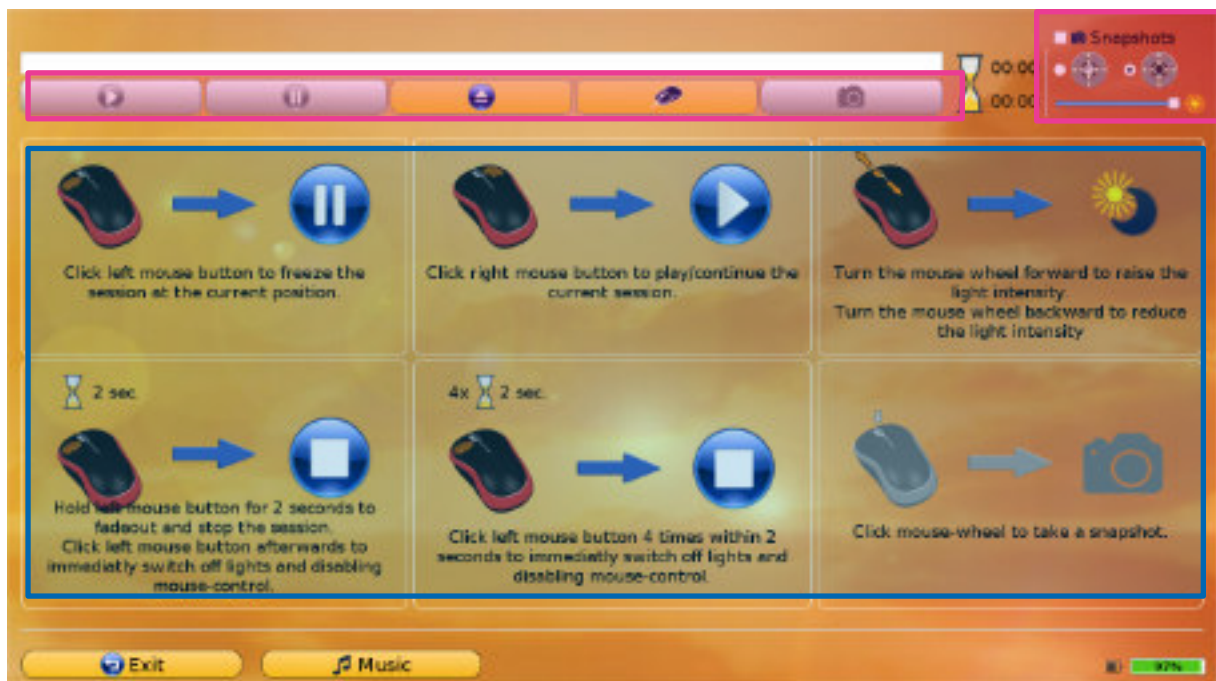 Snapshots
00:00
00:00
Click left mouse button to freeze the
session at the current position.
Click right mouse button to play/continue the
current session.
Turn the mouse wheel forward to raise the
light intensity
Turn the mouse wheel backward to reduce
the light intensity
2 sec.
Hold left mouse button for 2 seconds to
fadeout and stop the session.
Click left mouse button afterwards to
immediatly switch off lights and disabling
mouse-control.
4x 2 sec.
Click left mouse button 4 times within 2
seconds to immediatly switch off lights and
disabling mouse-control.
Click mouse-wheel to take a snapshot.
Exit
Music
97%